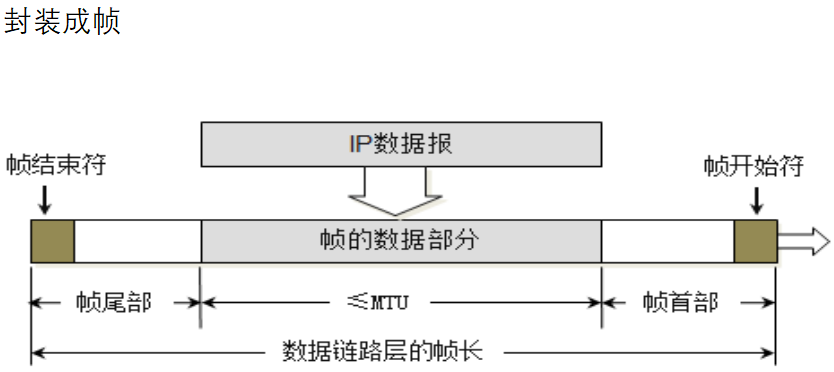 封装成帧
IP数据报
帧结束符
帧开始符
帧的数据部分
帧尾部
≤MTU
帧首部
数据链路层的帧长